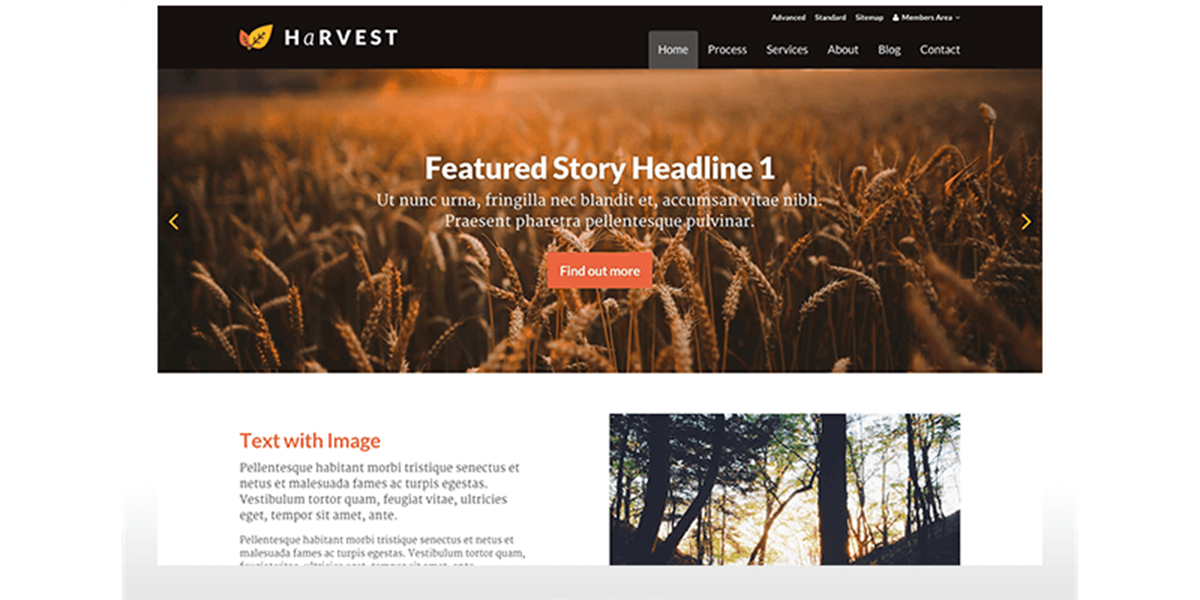 Advanced Standard Sitemap Members Area
HaRVEST
Home Process Services About Blog Contact
Featured Story Headline 1
Ut nunc urna, fringilla nec blandit et, accumsan vitae nibh.
Praesent pharetra pellentesque pulvinar.
Find out more
Text with Image
Pellentesque habitant morbi tristique senectus et
netus et malesuada fames ac turpis egestas.
Vestibulum tortor quam, feugiat vitae, ultricies
eget, tempor sit amet, ante.
Pellentesque habitant morbi tristique senectus et netus et
malesuada fames ac turpis egestas. Vestibulum tortor quam,